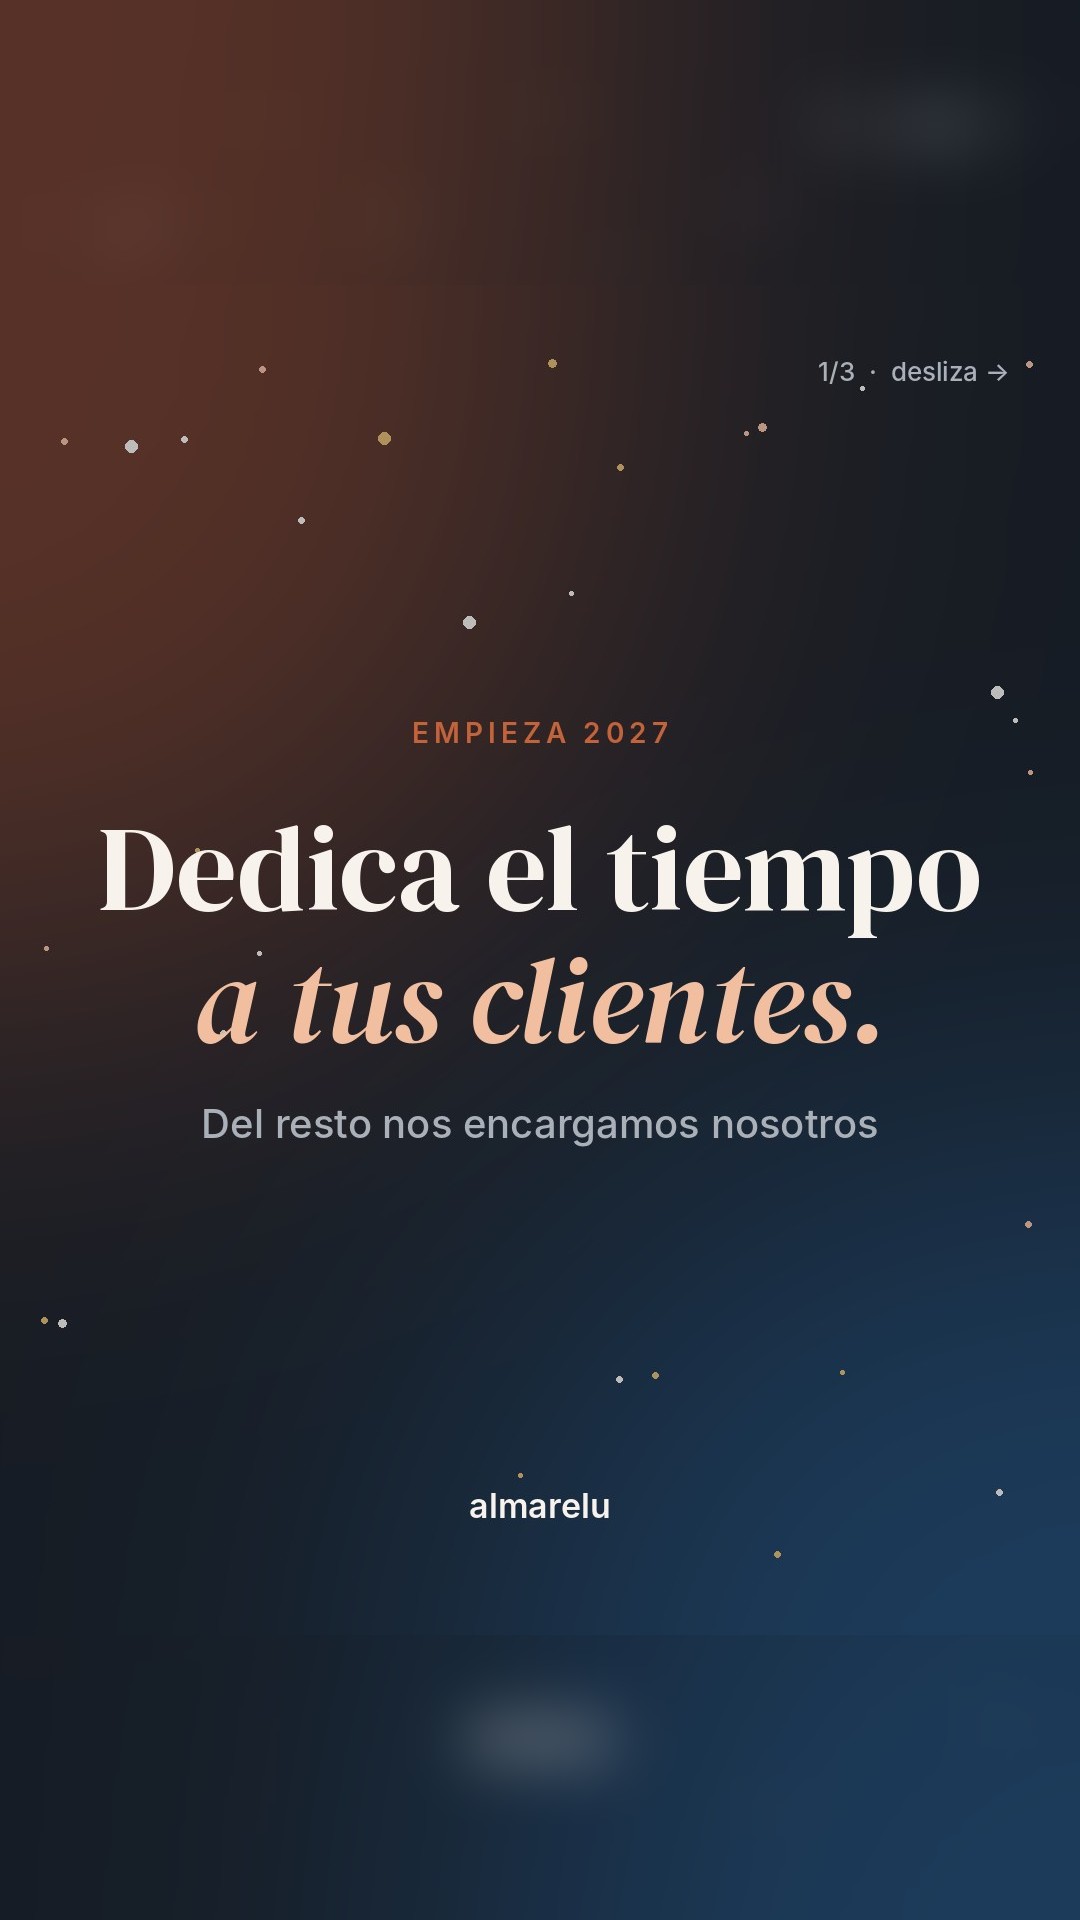 1/3 · desliza →
EMPIEZA 2027
Dedica el tiempo
a tus clientes.
Del resto nos encargamos nosotros
almarelu